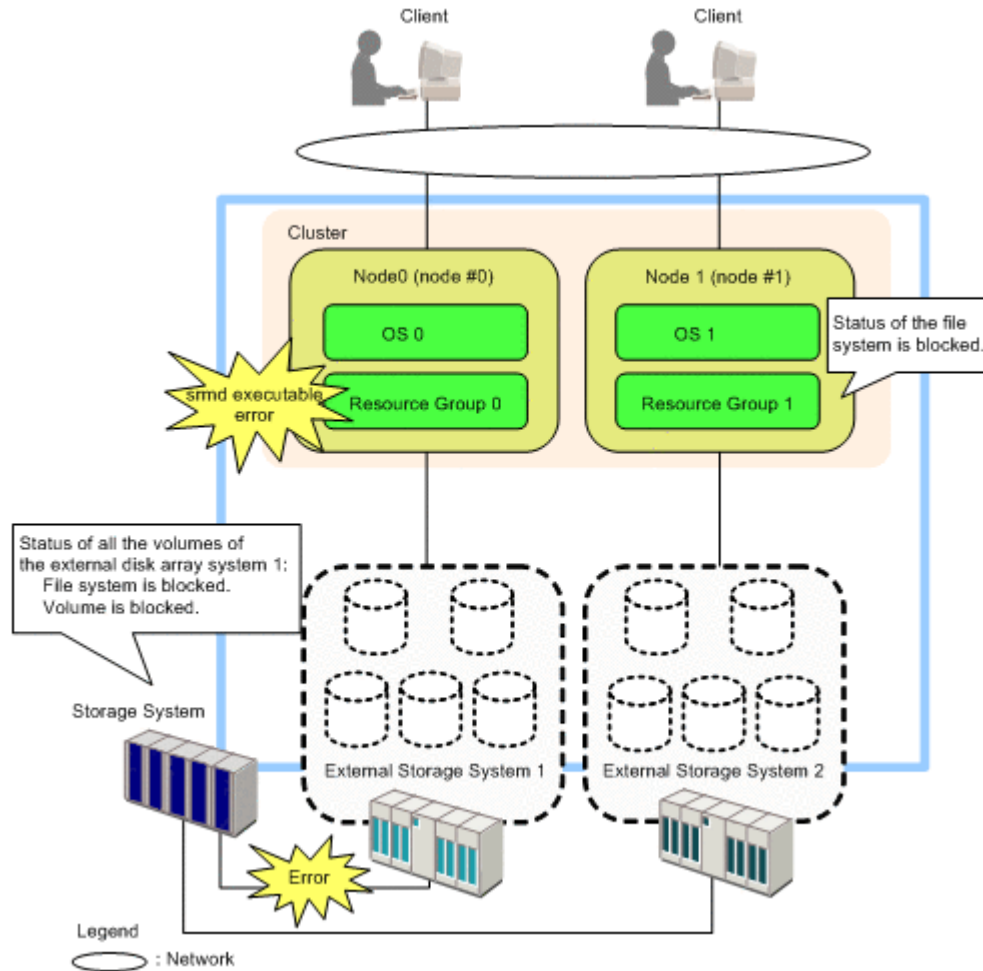 Client
Client
Cluster
Node0 (node #0)
Node 1 (node #1)
OS 0
OS 1
Status of the file
system is blocked.
srmd executable
error
Resource Group 0
Resource Group 1
Status of all the volumes of
the external disk array system 1:
File system is blocked.
Volume is blocked.
Storage System
External Storage System 1
External Storage System 2
Error
Legend
: Network